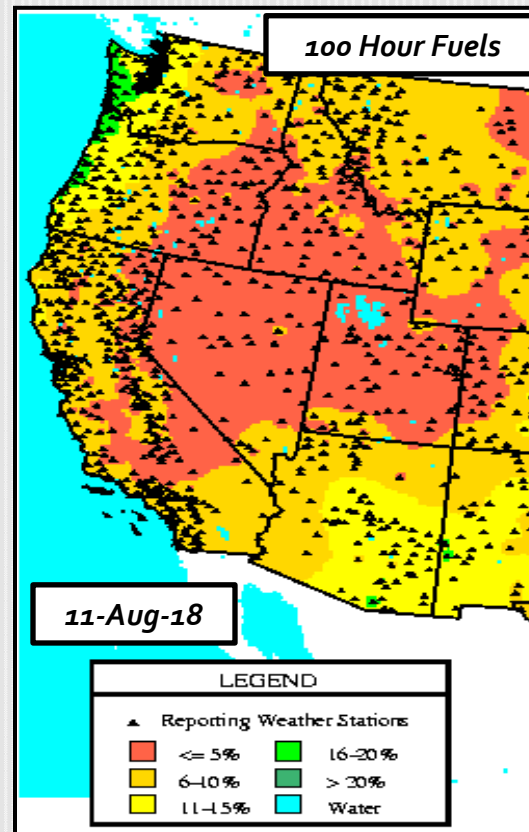 100 Hour Fuels
11-Aug-18
LEGEND
Reporting Weather Stations
<= 5% 16-20%
6-10% > 20%
11-15% Water